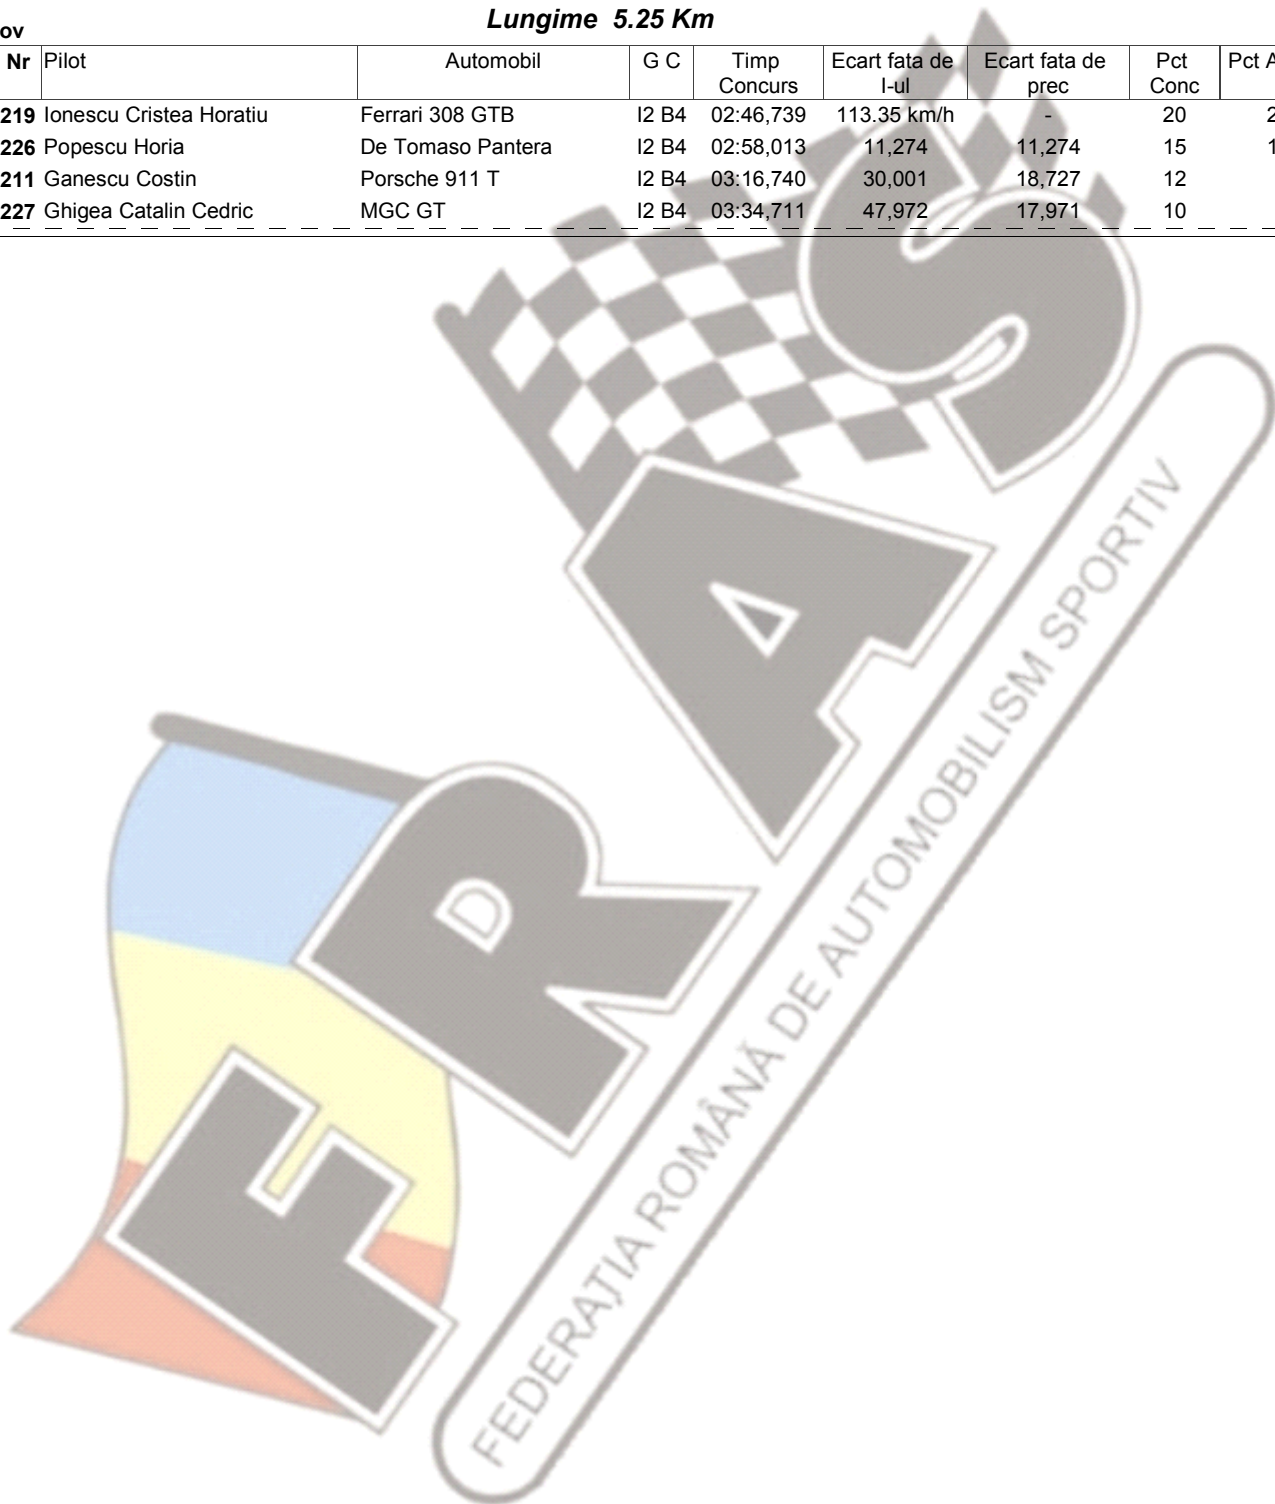 Lungime 5.25 Km
ov
Nr Pilot Automobil G C Timp Concurs Ecart fata de I-ul Ecart fata de prec Pct Conc Pct A
219 Ionescu Cristea Horatiu Ferrari 308 GTB I2 B4 02:46,739 113.35 km/h - 20 2
226 Popescu Horia De Tomaso Pantera I2 B4 02:58,013 11,274 11,274 15 1
211 Ganescu Costin Porsche 911 T I2 B4 03:16,740 30,001 18,727 12
227 Ghigea Catalin Cedric MGC GT I2 B4 03:34,711 47,972 17,971 10
FRAS
FEDERAŢIA ROMÂNĂ DE AUTOMOBILISM SPORTIV